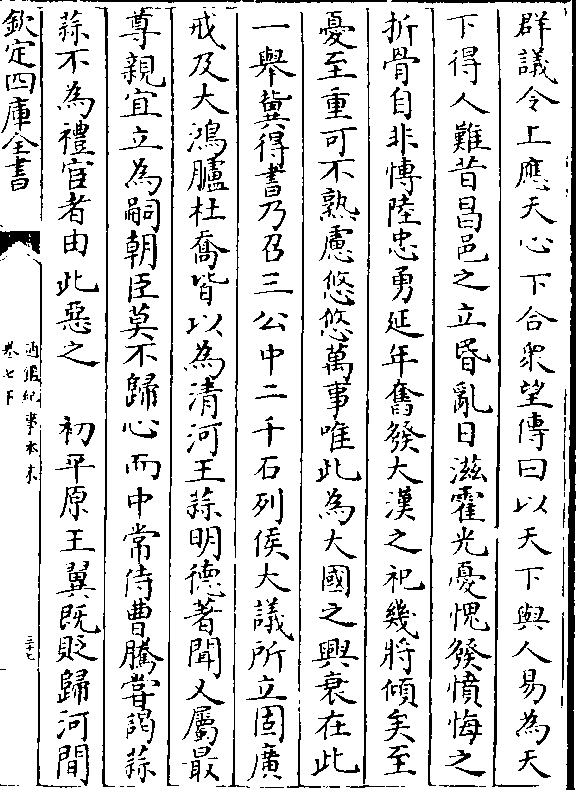 群議令上應天心下合衆望傳曰以天下與人易為天
下得人難昔昌邑之立昏亂日滋霍光憂愧發憤悔之
折骨自非愽陸忠勇延年奮發大漢之祀幾將傾矣至
憂至重可不熟慮悠悠萬事唯此為大國之興衰在此
一舉冀得書乃召三公中二千石列侯大議所立固廣
戒及大鴻臚杜喬皆以為清河王蒜明德著聞又屬最
尊親宜立為嗣朝臣莫不歸心而中常侍曹騰嘗謁蒜
蒜不為禮宦者由此惡之　初平原王翼既貶歸河間
欽定四庫全書
通鑑紀事本末
卷七下
三十七